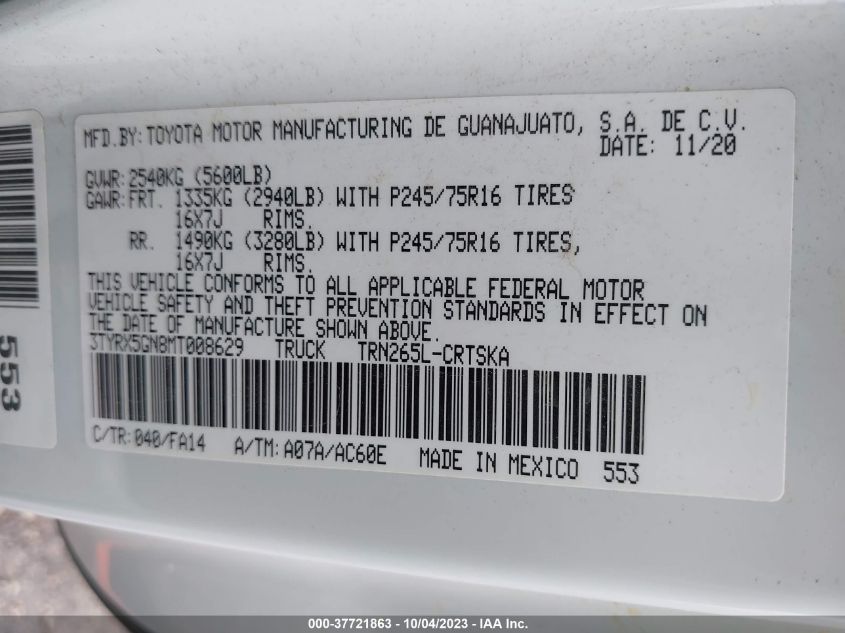 MFD.BY: TOYOTA MOTOR MANUFACTURING DE GUANAJUATO, S.A. DE C.V.
DATE: 11/20
GVWR: 2540KG (5600LB)
GAWR: FRT. 1335KG (2940LB) WITH P245/75R16 TIRES
16X7J RIMS.
RR. 1490KG (3280LB) WITH P245/75R16 TIRES,
16X7J RIMS.
THIS VEHICLE CONFORMS TO ALL APPLICABLE FEDERAL MOTOR
VEHICLE SAFETY AND THEFT PREVENTION STANDARDS IN EFFECT ON
THE DATE OF MANUFACTURE SHOWN ABOVE.
3TYRX5GN8MT008629 TRUCK TRN265L-CRTSKA
C/TR: 040/FA14 A/TM: A07A/AC60E MADE IN MEXICO 553
553
000-37721863 - 10/04/2023 - IAA Inc.